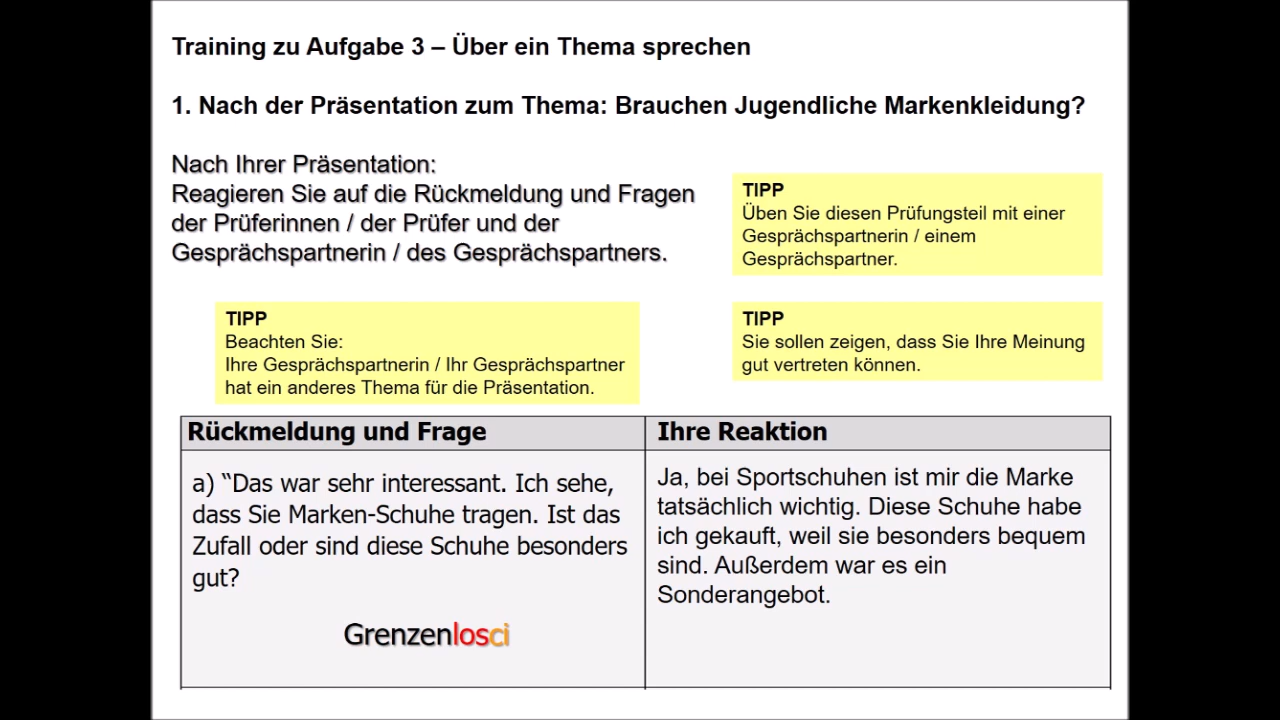 Training zu Aufgabe 3 – Über ein Thema sprechen
1. Nach der Präsentation zum Thema: Brauchen Jugendliche Markenkleidung?
Nach Ihrer Präsentation:
Reagieren Sie auf die Rückmeldung und Fragen
der Prüferinnen / der Prüfer und der
Gesprächspartnerin / des Gesprächspartners.
TIPP
Üben Sie diesen Prüfungsteil mit einer
Gesprächspartnerin / einem
Gesprächspartner.
TIPP
Beachten Sie:
Ihre Gesprächspartnerin / Ihr Gesprächspartner
hat ein anderes Thema für die Präsentation.
TIPP
Sie sollen zeigen, dass Sie Ihre Meinung
gut vertreten können.
Rückmeldung und Frage
Ihre Reaktion
a) “Das war sehr interessant. Ich sehe,
dass Sie Marken-Schuhe tragen. Ist das
Zufall oder sind diese Schuhe besonders
gut?
Ja, bei Sportschuhen ist mir die Marke
tatsächlich wichtig. Diese Schuhe habe
ich gekauft, weil sie besonders bequem
sind. Außerdem war es ein
Sonderangebot.
Grenzenlosci